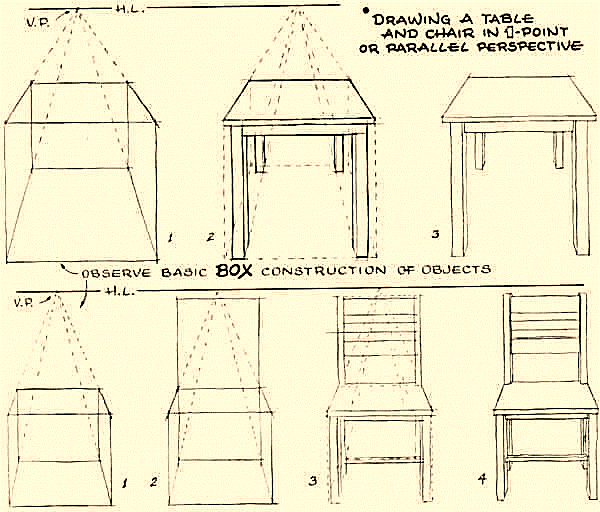 V.P.
H.L.
• DRAWING A TABLE
AND CHAIR IN 1-POINT
OR PARALLEL PERSPECTIVE
1
2
3
OBSERVE BASIC BOX CONSTRUCTION OF OBJECTS
V.P.
H.L.
1
2
3
4